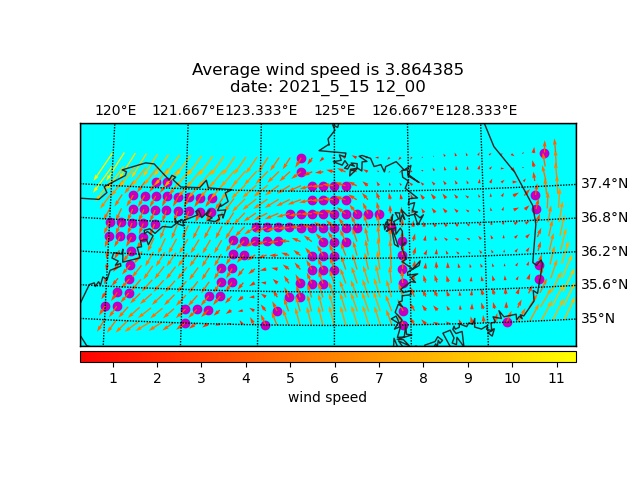 Average wind speed is 3.864385
date: 2021_5_15 12_00
120°E 121.667°E 123.333°E 125°E 126.667°E 128.333°E
37.4°N
36.8°N
36.2°N
35.6°N
35°N
1 2 3 4 5 6 7 8 9 10 11
wind speed